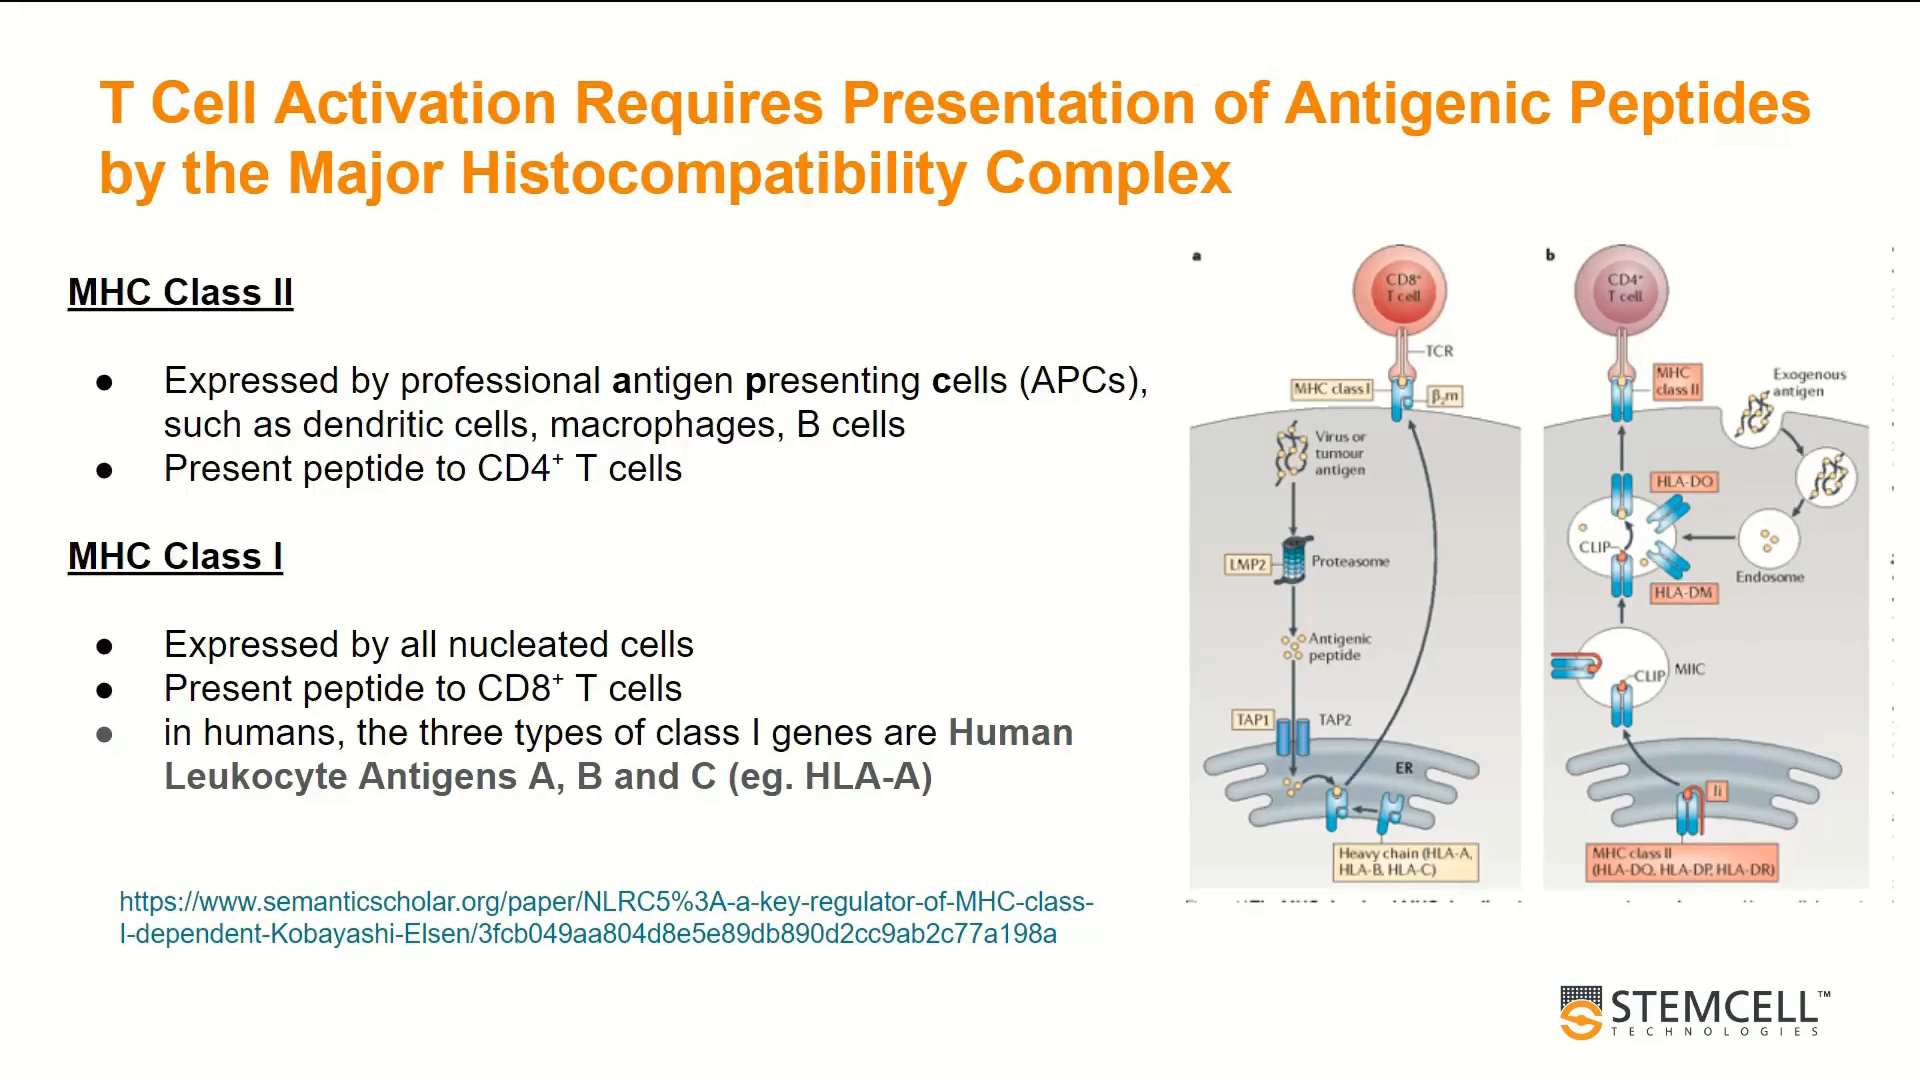 T Cell Activation Requires Presentation of Antigenic Peptides
by the Major Histocompatibility Complex
MHC Class II
● Expressed by professional antigen presenting cells (APCs),
such as dendritic cells, macrophages, B cells
● Present peptide to CD4⁺ T cells
MHC Class I
● Expressed by all nucleated cells
● Present peptide to CD8⁺ T cells
● in humans, the three types of class I genes are Human
Leukocyte Antigens A, B and C (eg. HLA-A)
https://www.semanticscholar.org/paper/NLRC5%3A-a-key-regulator-of-MHC-class-
I-dependent-Kobayashi-Elsen/3fcb049aa804d8e5e89db890d2cc9ab2c77a198a
a
CD8⁺
T cell
TCR
MHC class I
β₂m
Virus or
tumour
antigen
LMP2
Proteasome
Antigenic
peptide
TAP1
TAP2
ER
Heavy chain (HLA-A,
HLA-B, HLA-C)
b
CD4⁺
T cell
MHC
class II
Exogenous
antigen
HLA-DO
CLIP
HLA-DM
Endosome
CLIP
MIIC
Ii
MHC class II
(HLA-DQ, HLA-DP, HLA-DR)
STEMCELL™
TECHNOLOGIES